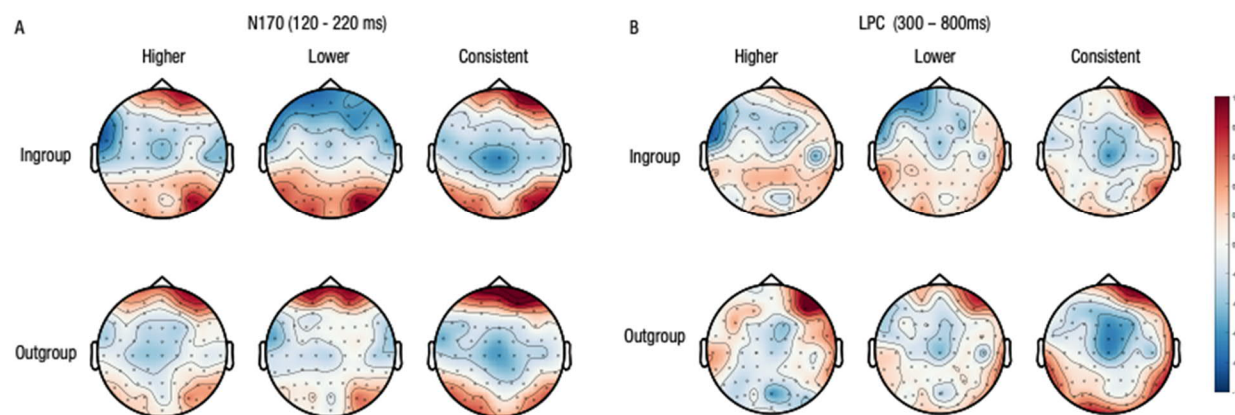 A
N170 (120 - 220 ms)
Higher
Lower
Consistent
Ingroup
Outgroup
B
LPC (300 – 800ms)
Higher
Lower
Consistent
Ingroup
Outgroup